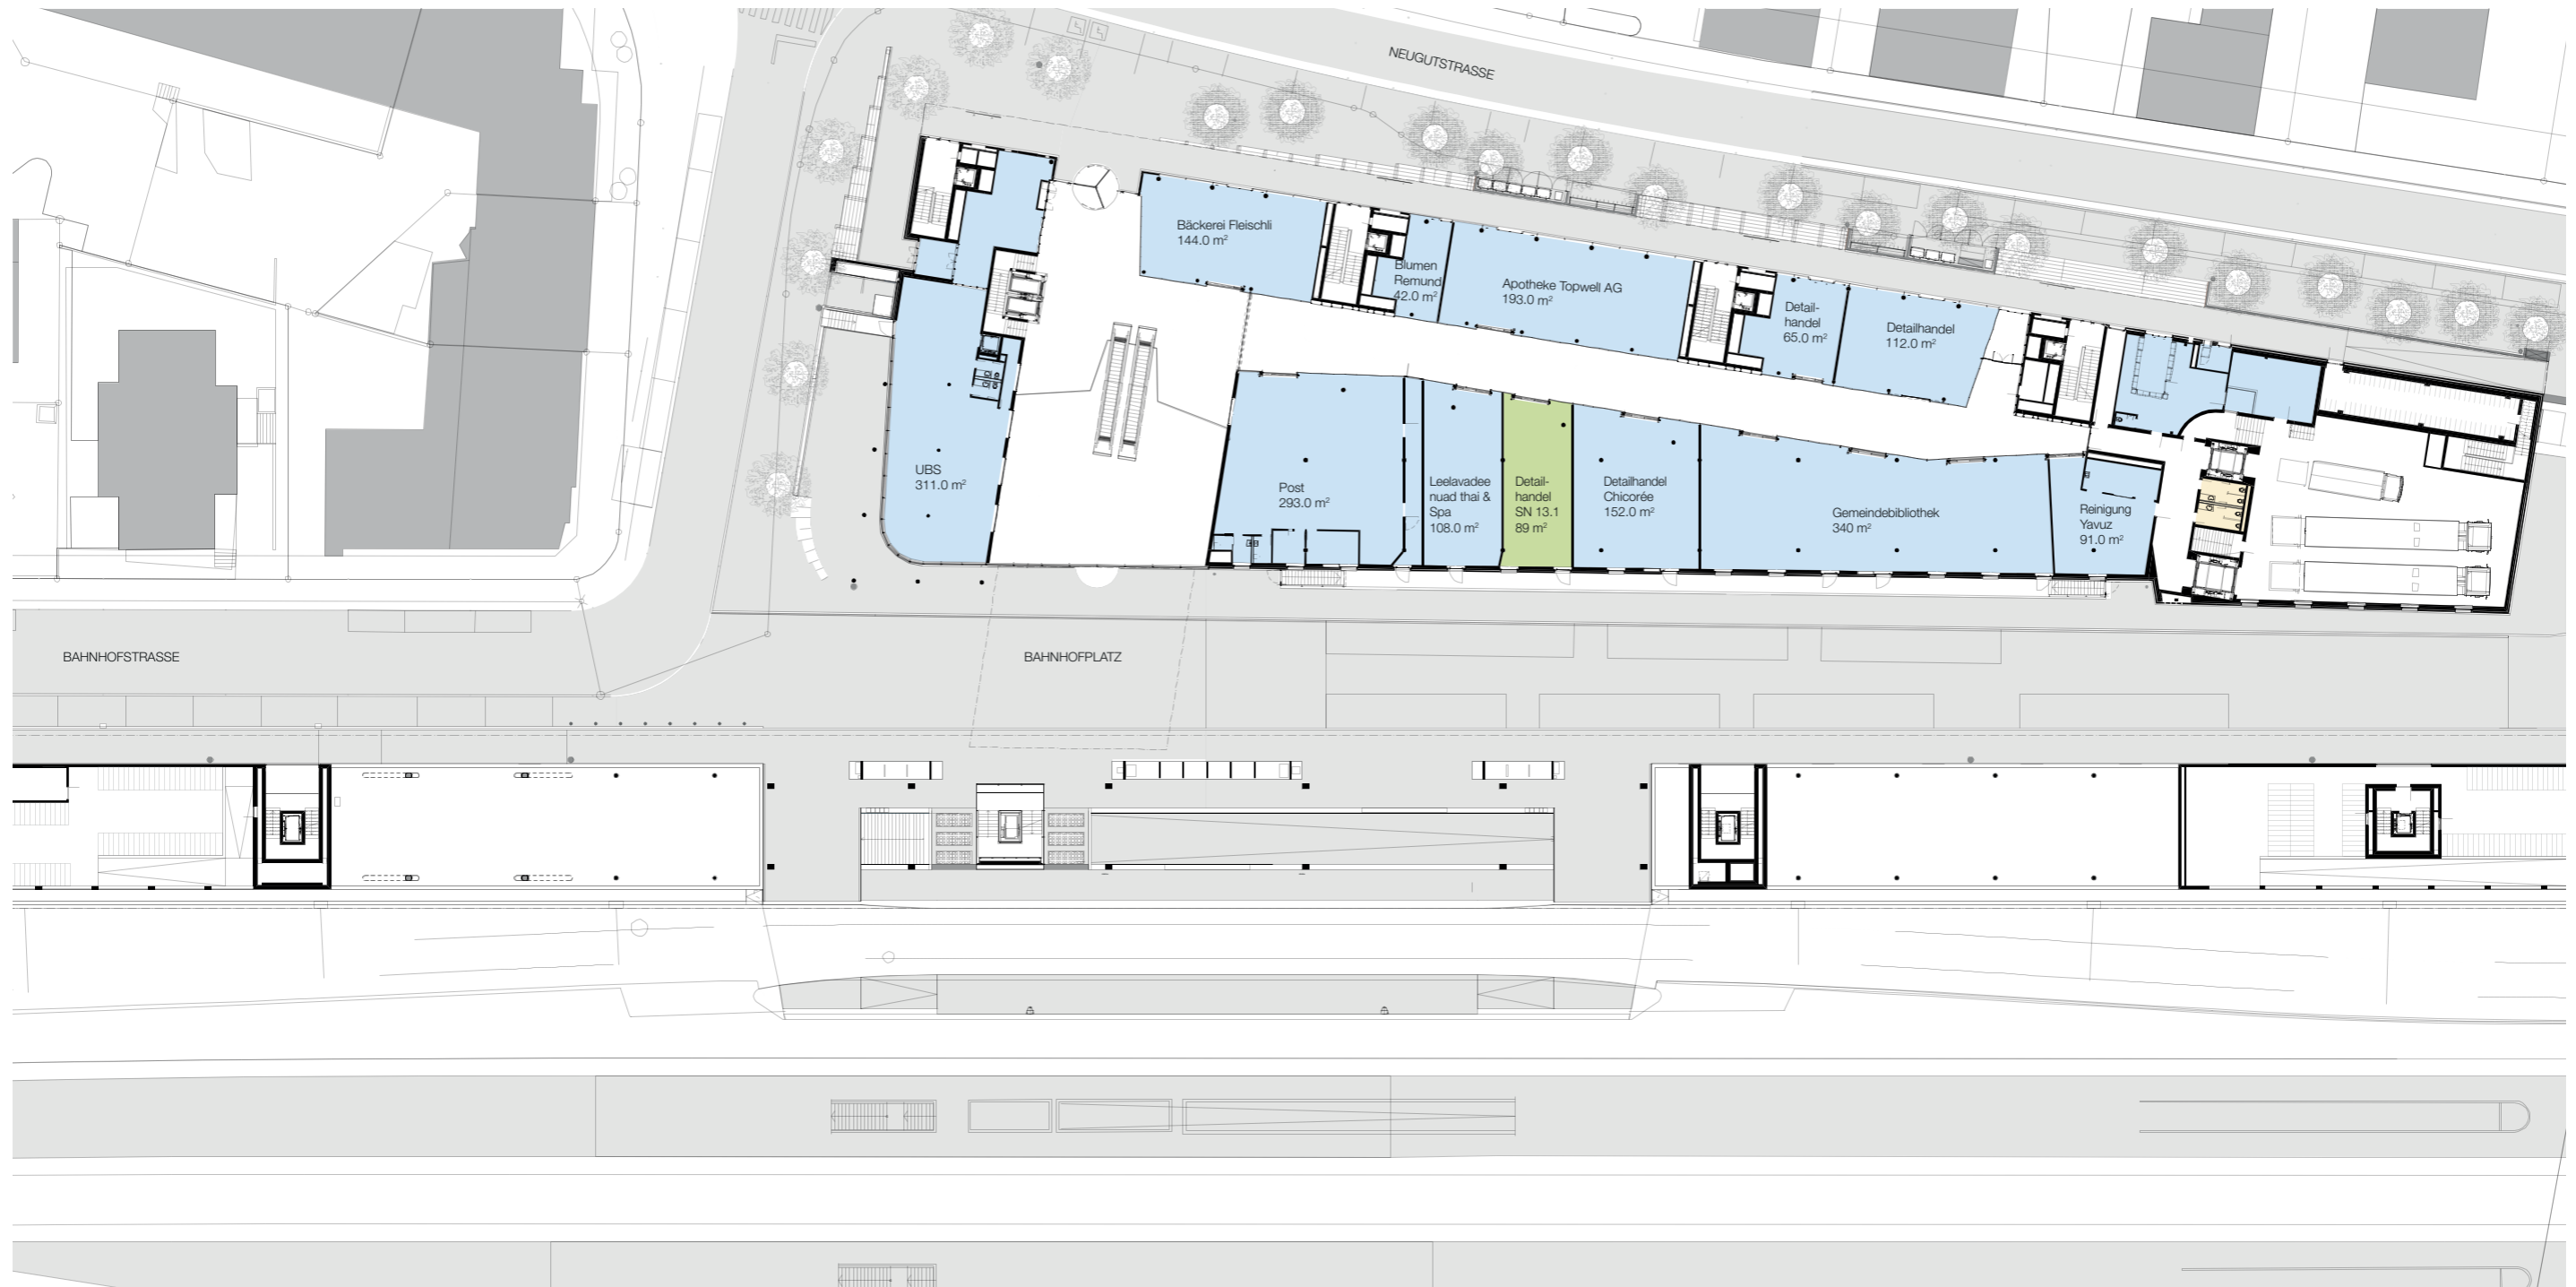 NEUGUTSTRASSE
Bäckerei Fleischli
144.0 m²
Blumen
Remund
42.0 m²
Apotheke Topwell AG
193.0 m²
Detail-
handel
65.0 m²
Detailhandel
112.0 m²
UBS
311.0 m²
Post
293.0 m²
Leelavadee
nuad thai &
Spa
108.0 m²
Detail-
handel
SN 13.1
89 m²
Detailhandel
Chicorée
152.0 m²
Gemeindebibliothek
340 m²
Reinigung
Yavuz
91.0 m²
BAHNHOFSTRASSE
BAHNHOFPLATZ